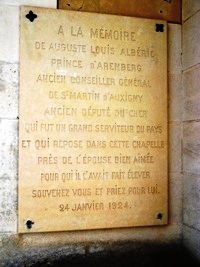 A LA MÉMOIRE
DE AUGUSTE LOUIS ALBÉRIC
PRINCE D'ARENBERG
ANCIEN CONSEILLER GÉNÉRAL
DE ST MARTIN D'AUXIGNY
ANCIEN DÉPUTÉ DU CHER
QUI FUT UN GRAND SERVITEUR DU PAYS
ET QUI REPOSE DANS CETTE CHAPELLE
PRÈS DE L'ÉPOUSE BIEN AIMÉE
POUR QUI IL L'AVAIT FAIT ÉLEVER
SOUVENEZ VOUS ET PRIEZ POUR LUI.
24 JANVIER 1924.